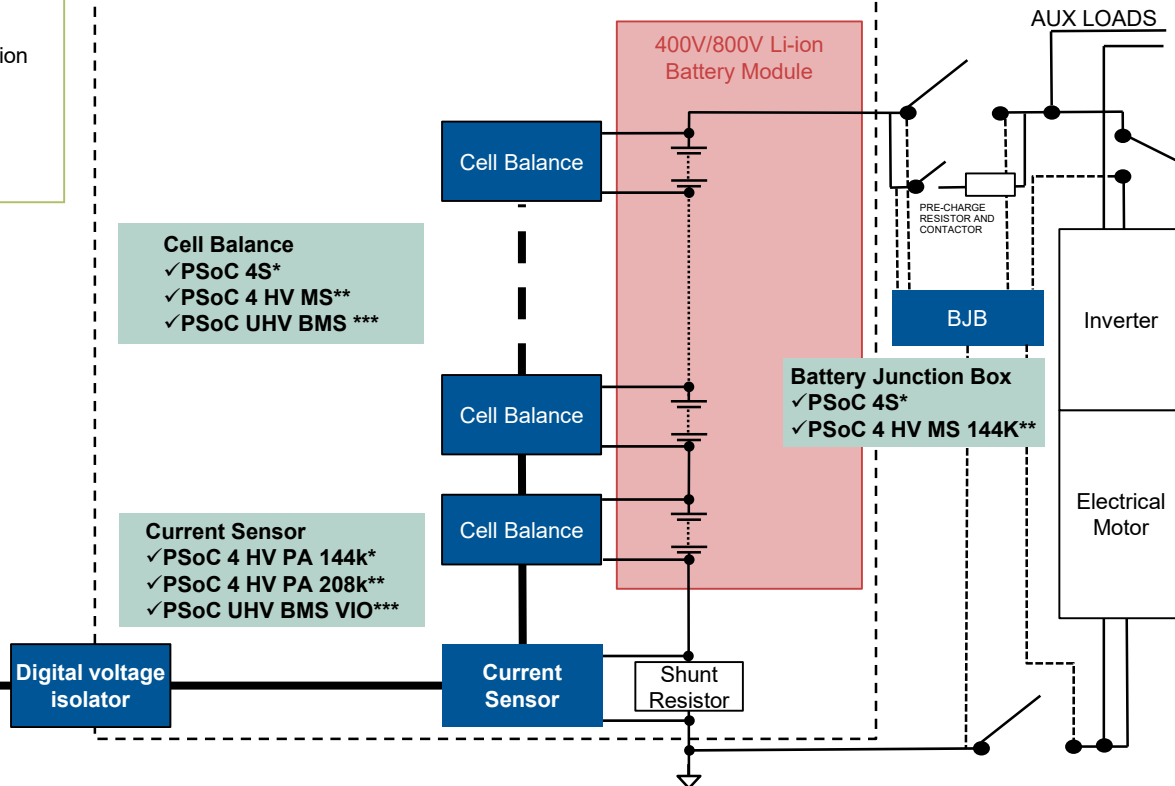 AUX LOADS
ion
400V/800V Li-ion
Battery Module
Cell Balance
PRE-CHARGE
RESISTOR AND
CONTACTOR
Cell Balance
✓PSoC 4S*
✓PSoC 4 HV MS**
✓PSoC UHV BMS ***
BJB
Inverter
Battery Junction Box
✓PSoC 4S*
✓PSoC 4 HV MS 144K**
Cell Balance
Cell Balance
Electrical
Motor
Current Sensor
✓PSoC 4 HV PA 144k*
✓PSoC 4 HV PA 208k**
✓PSoC UHV BMS VIO***
Digital voltage
isolator
Current
Sensor
Shunt
Resistor